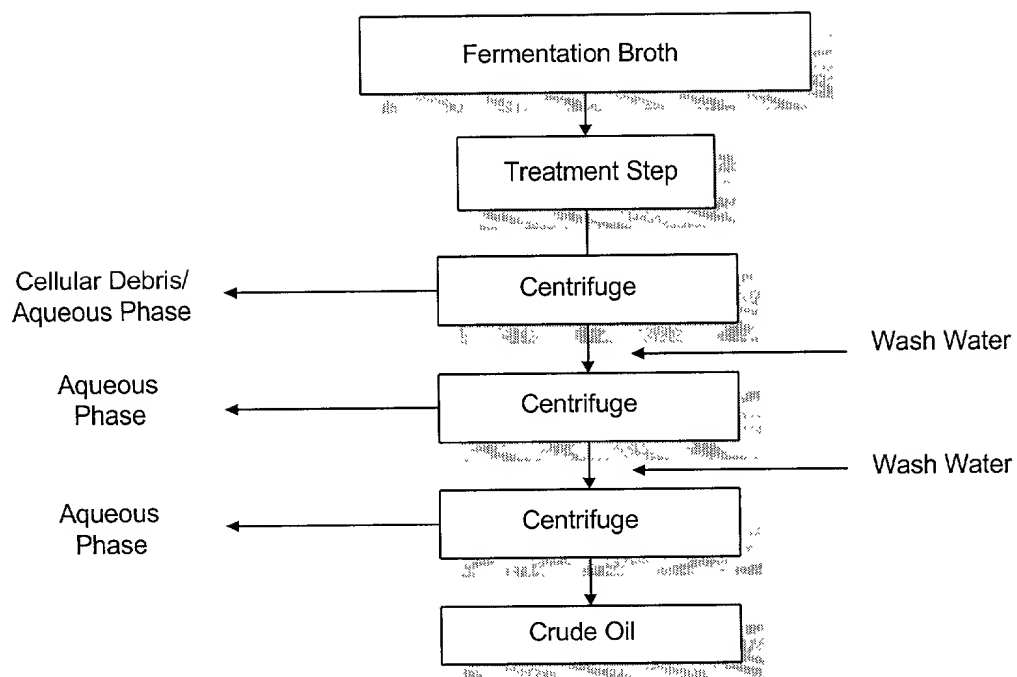 Fermentation Broth
Treatment Step
Cellular Debris/
Aqueous Phase
Centrifuge
Wash Water
Aqueous
Phase
Centrifuge
Wash Water
Aqueous
Phase
Centrifuge
Crude Oil